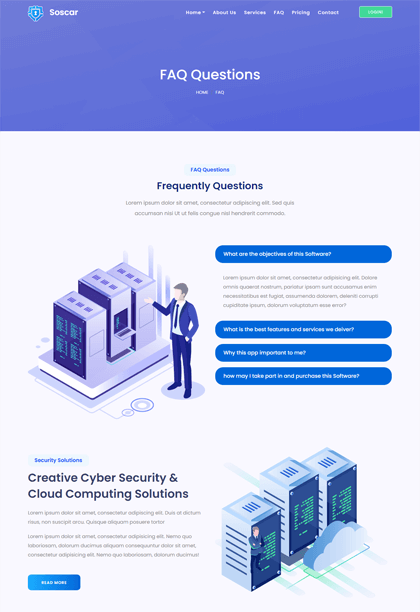 Soscar
Home About Us Services FAQ Pricing Contact LOGIN
FAQ Questions
HOME FAQ
FAQ Questions
Frequently Questions
Lorem ipsum dolor sit amet, consectetur adipiscing elit. Sed quis
accumsan nisi Ut ut felis congue nisl hendrerit commodo.
What are the objectives of this Software?
Lorem ipsum dolor sit amet, consectetur adipisicing elit. Dolore
omnis quaerat nostrum, pariatur ipsam sunt accusamus enim
necessitatibus est fugiat, assumenda dolorem, deleniti corrupti
cupiditate ipsum, dolorum voluptatum esse error?
What is the best features and services we deiver?
Why this app important to me?
how may I take part in and purchase this Software?
Security Solutions
Creative Cyber Security &
Cloud Computing Solutions
Lorem ipsum dolor sit amet, consectetur adipisicing elit. Duis at dictum
risus, non suscipit arcu. Quisque aliquam posuere tortor
Lorem ipsum dolor sit amet, consectetur adipisicing elit. Nemo quo
laboriosam, dolorum ducimus aliquam consequuntur dolor sit amet,
consectetur adipisicing elit. Nemo quo laboriosam, dolorum ducimus!
READ MORE